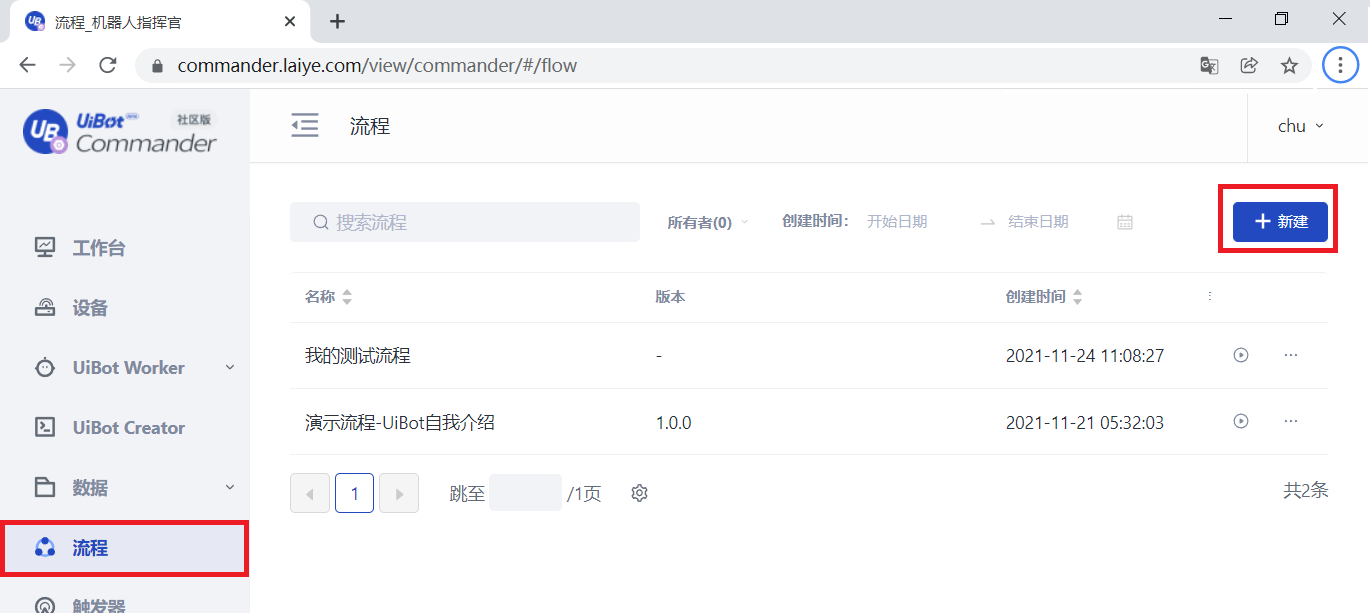 流程_机器人指挥官
commander.laiye.com/view/commander/#/flow
UB UiBot 社区版
Commander
流程
chu
工作台
设备
UiBot Worker
UiBot Creator
数据
流程
触发器
搜索流程 所有者(0) 创建时间: 开始日期 → 结束日期 + 新建
名称 版本 创建时间
我的测试流程 - 2021-11-24 11:08:27 ...
演示流程-UiBot自我介绍 1.0.0 2021-11-21 05:32:03 ...
1 跳至 /1页 共2条